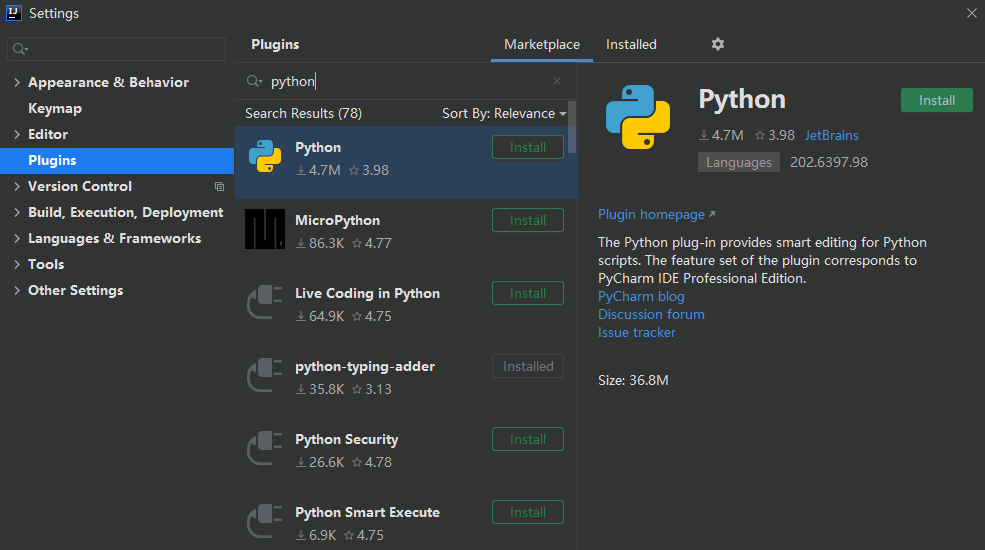 IJ
Settings
Appearance & Behavior
Keymap
Editor
Plugins
Version Control
Build, Execution, Deployment
Languages & Frameworks
Tools
Other Settings
Plugins
Marketplace
Installed
python
Search Results (78)
Sort By: Relevance
Python
Install
4.7M
3.98
MicroPython
Install
86.3K
4.77
Live Coding in Python
Install
64.9K
4.75
python-typing-adder
Installed
35.8K
3.13
Python Security
Install
26.6K
4.78
Python Smart Execute
Install
6.9K
4.75
Python
Install
4.7M
3.98
JetBrains
Languages
202.6397.98
Plugin homepage
The Python plug-in provides smart editing for Python
scripts. The feature set of the plugin corresponds to
PyCharm IDE Professional Edition.
PyCharm blog
Discussion forum
Issue tracker
Size: 36.8M